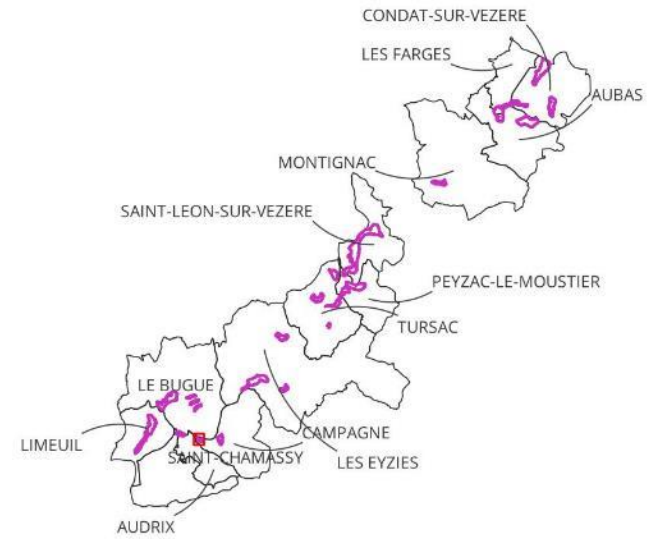 CONDAT-SUR-VEZERE
LES FARGES
AUBAS
MONTIGNAC
SAINT-LEON-SUR-VEZERE
PEYZAC-LE-MOUSTIER
TURSAC
LE BUGUE
CAMPAGNE
LIMEUIL
SAINT-CHAMASSY
LES EYZIES
AUDRIX